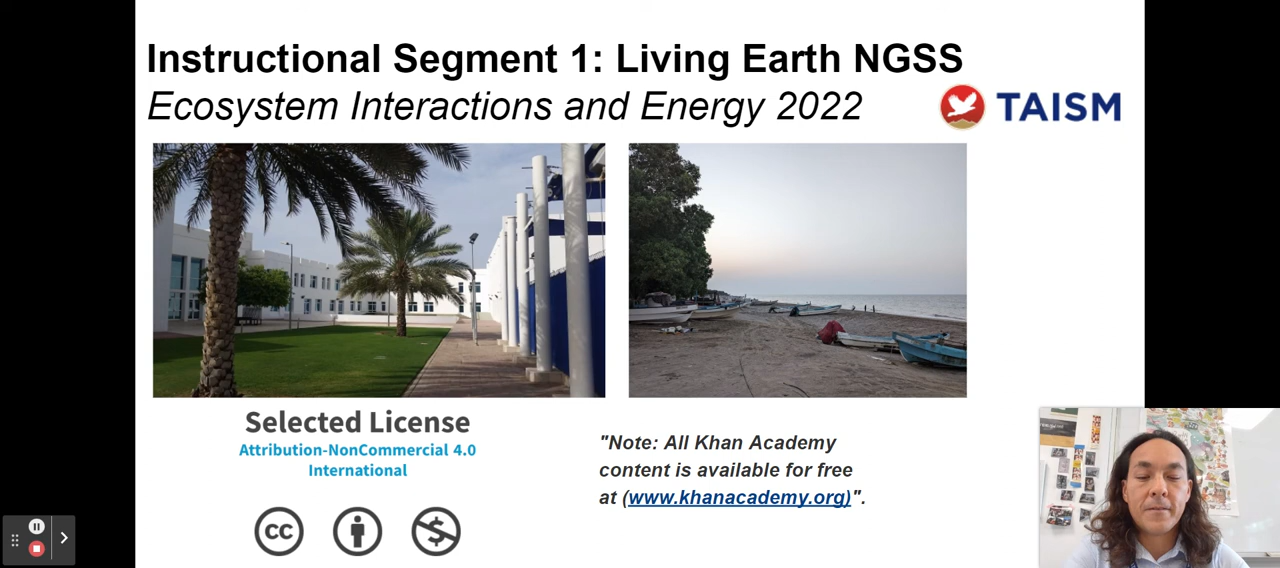 Instructional Segment 1: Living Earth NGSS
Ecosystem Interactions and Energy 2022
TAISM
Selected License
Attribution-NonCommercial 4.0
International
cc
"Note: All Khan Academy
content is available for free
at (www.khanacademy.org)".